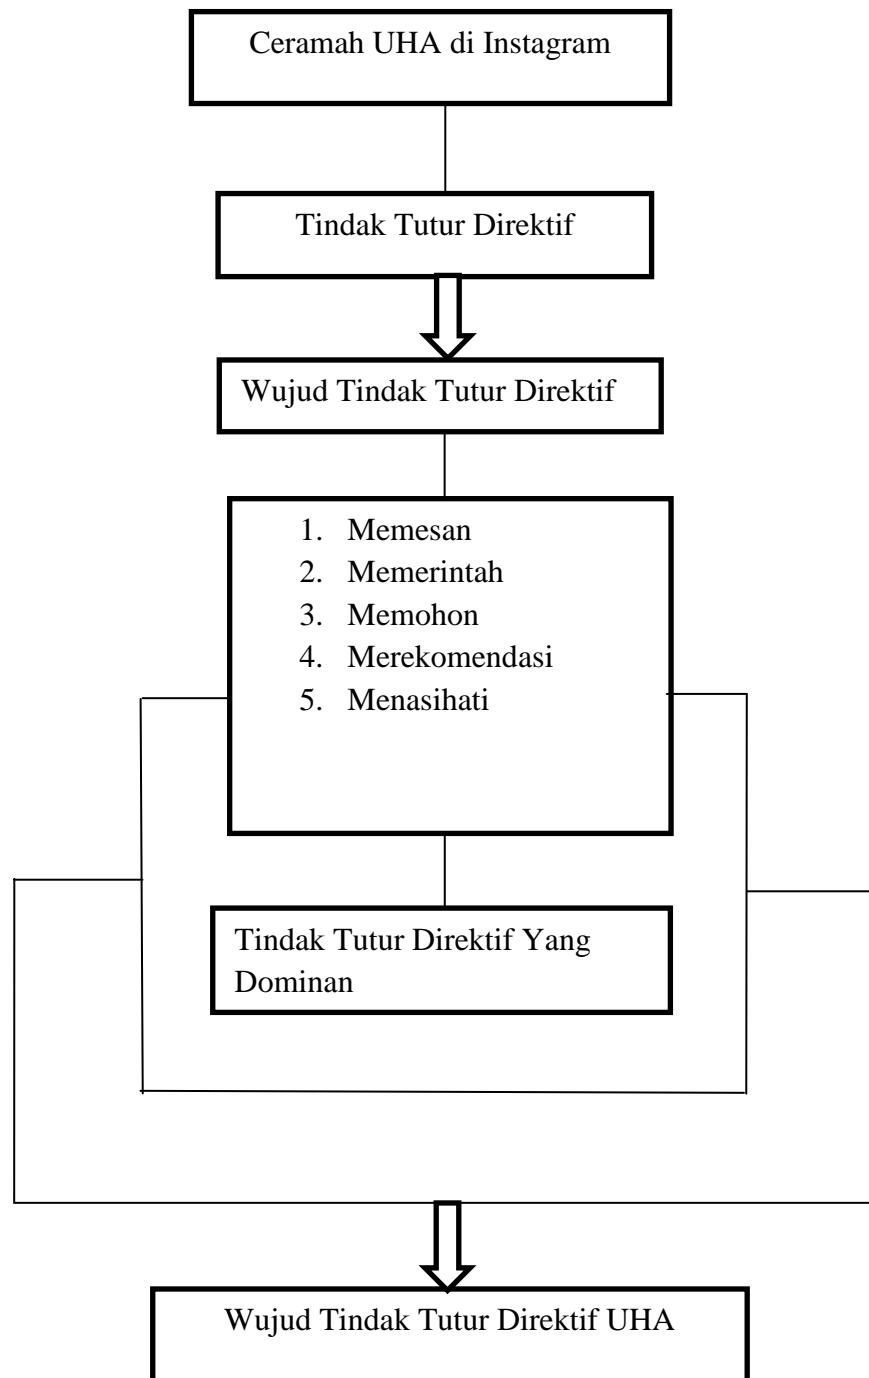 Ceramah UHA di Instagram
Tindak Tutur Direktif
Wujud Tindak Tutur Direktif
1. Memesan
2. Memerintah
3. Memohon
4. Merekomendasi
5. Menasihati
Tindak Tutur Direktif Yang
Dominan
Wujud Tindak Tutur Direktif UHA